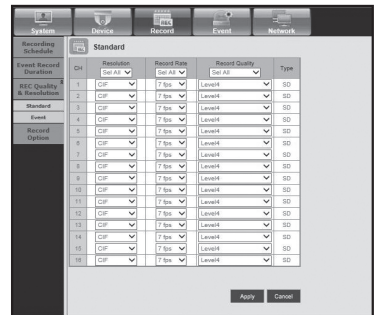 REC
System Device Record Event Network
Recording
Schedule
Event Record
Duration
REC Quality
& Resolution
Standard
Event
Record
Option
Standard
CH Resolution Record Rate Record Quality Type
Sel All Sel All Sel All
1 CIF 7 fps Level4 SD
2 CIF 7 fps Level4 SD
3 CIF 7 fps Level4 SD
4 CIF 7 fps Level4 SD
5 CIF 7 fps Level4 SD
6 CIF 7 fps Level4 SD
7 CIF 7 fps Level4 SD
8 CIF 7 fps Level4 SD
9 CIF 7 fps Level4 SD
10 CIF 7 fps Level4 SD
11 CIF 7 fps Level4 SD
12 CIF 7 fps Level4 SD
13 CIF 7 fps Level4 SD
14 CIF 7 fps Level4 SD
15 CIF 7 fps Level4 SD
16 CIF 7 fps Level4 SD
Apply Cancel